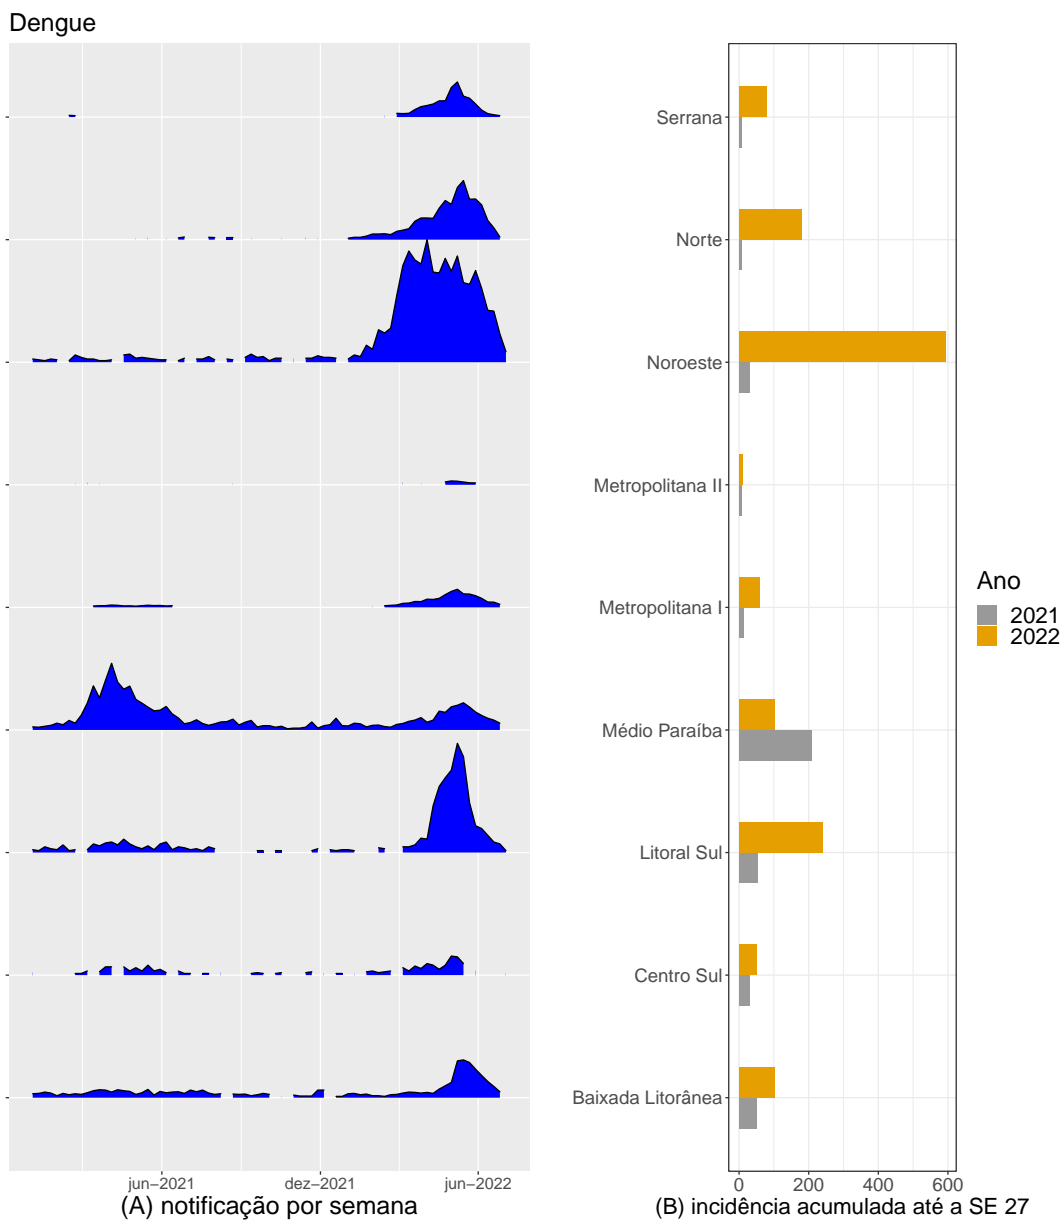 Dengue
Serrana
Norte
Noroeste
Metropolitana II
Metropolitana I
Médio Paraíba
Litoral Sul
Centro Sul
Baixada Litorânea
Ano
2021
2022
jun−2021 dez−2021 jun−2022
0 200 400 600
(A) notificação por semana
(B) incidência acumulada até a SE 27